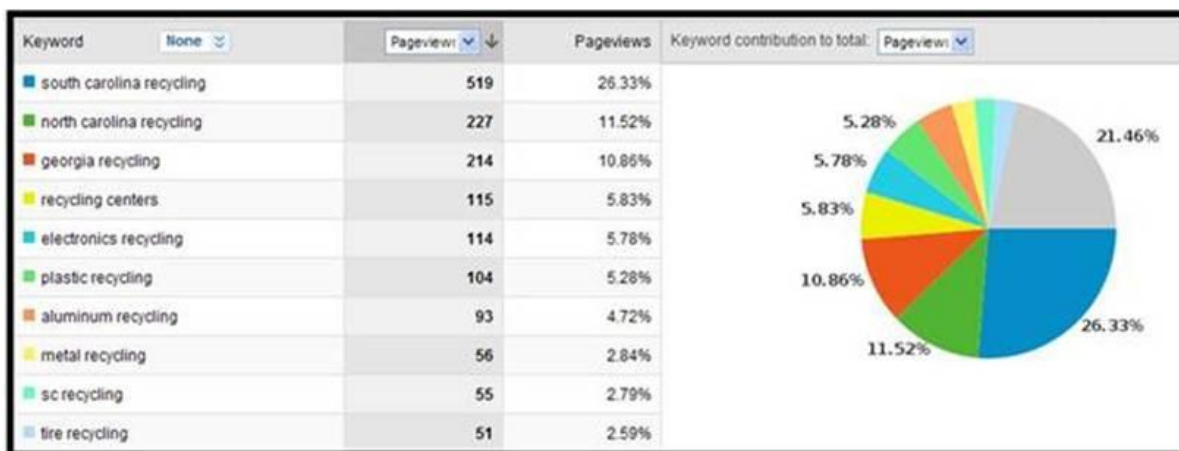 Keyword None Pageviews Pageviews Keyword contribution to total: Pageviews
south carolina recycling 519 26.33%
north carolina recycling 227 11.52%
georgia recycling 214 10.86%
recycling centers 115 5.83%
electronics recycling 114 5.78%
plastic recycling 104 5.28%
aluminum recycling 93 4.72%
metal recycling 56 2.84%
sc recycling 55 2.79%
tire recycling 51 2.59%
5.28%
21.46%
5.78%
5.83%
10.86%
26.33%
11.52%